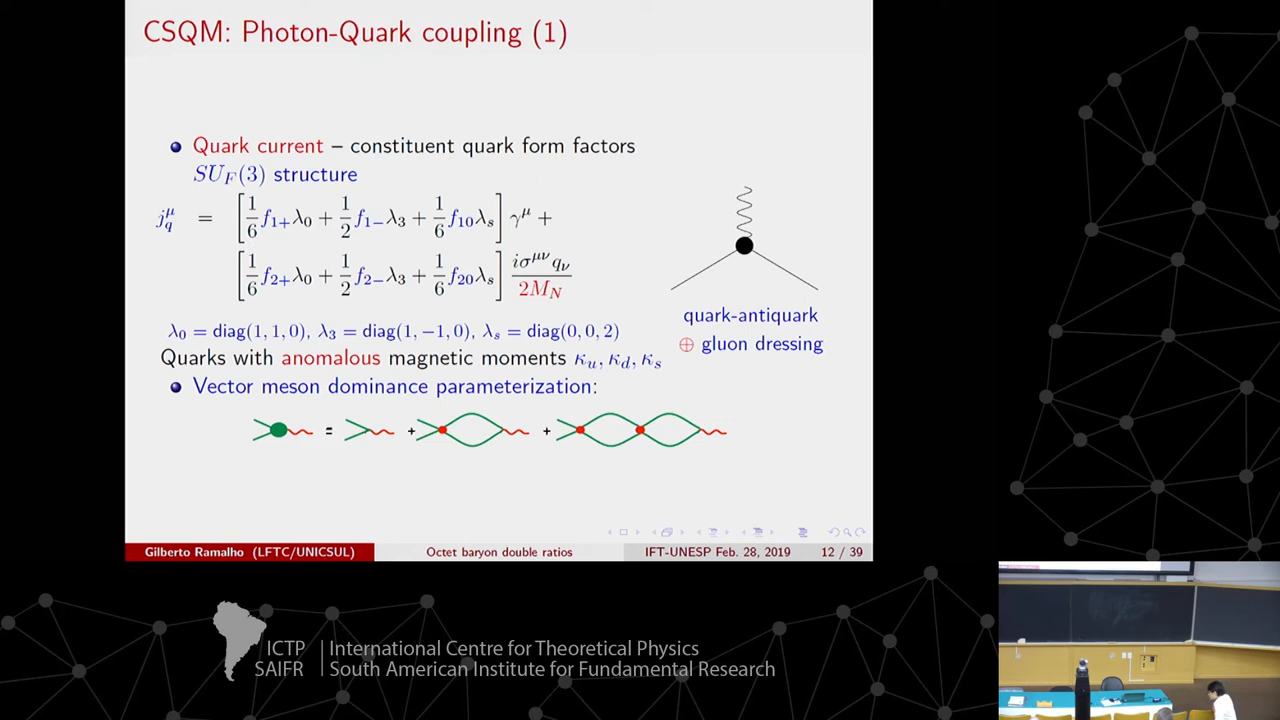 CSQM: Photon-Quark coupling (1)
Quark current – constituent quark form factors
SU_F(3) structure
j_q^μ = [1/6 f_{1+}λ_0 + 1/2 f_{1−}λ_3 + 1/6 f_{10}λ_s] γ^μ +
[1/6 f_{2+}λ_0 + 1/2 f_{2−}λ_3 + 1/6 f_{20}λ_s] iσ^{μν}q_ν / 2M_N
quark-antiquark
⊕ gluon dressing
λ_0 = diag(1, 1, 0), λ_3 = diag(1, −1, 0), λ_s = diag(0, 0, 2)
Quarks with anomalous magnetic moments κ_u, κ_d, κ_s
Vector meson dominance parameterization:
= + +
Gilberto Ramalho (LFTC/UNICSUL) Octet baryon double ratios IFT-UNESP Feb. 28, 2019 12 / 39
ICTP | International Centre for Theoretical Physics
SAIFR | South American Institute for Fundamental Research